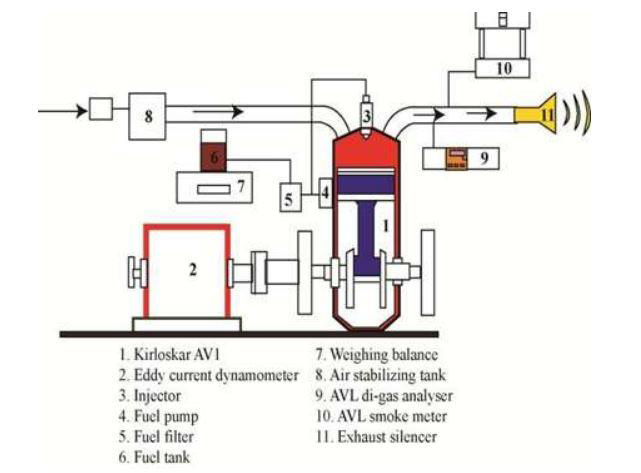 10
3
11
8
9
6
7
4
5
1
2
1. Kirloskar AV1
2. Eddy current dynamometer
3. Injector
4. Fuel pump
5. Fuel filter
6. Fuel tank
7. Weighing balance
8. Air stabilizing tank
9. AVL di-gas analyser
10. AVL smoke meter
11. Exhaust silencer